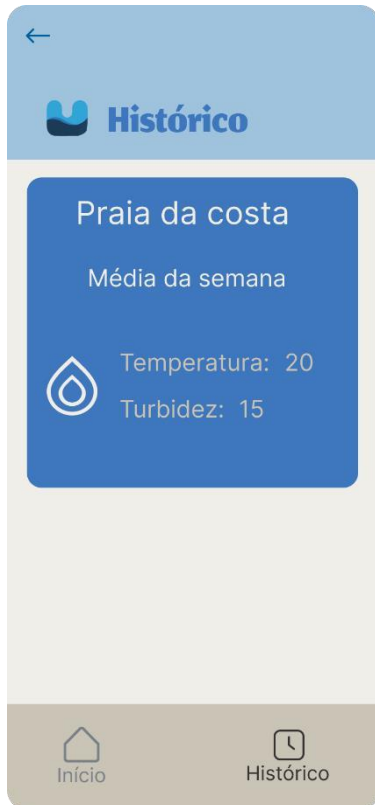 Histórico
Praia da costa
Média da semana
Temperatura: 20
Turbidez: 15
Início
Histórico